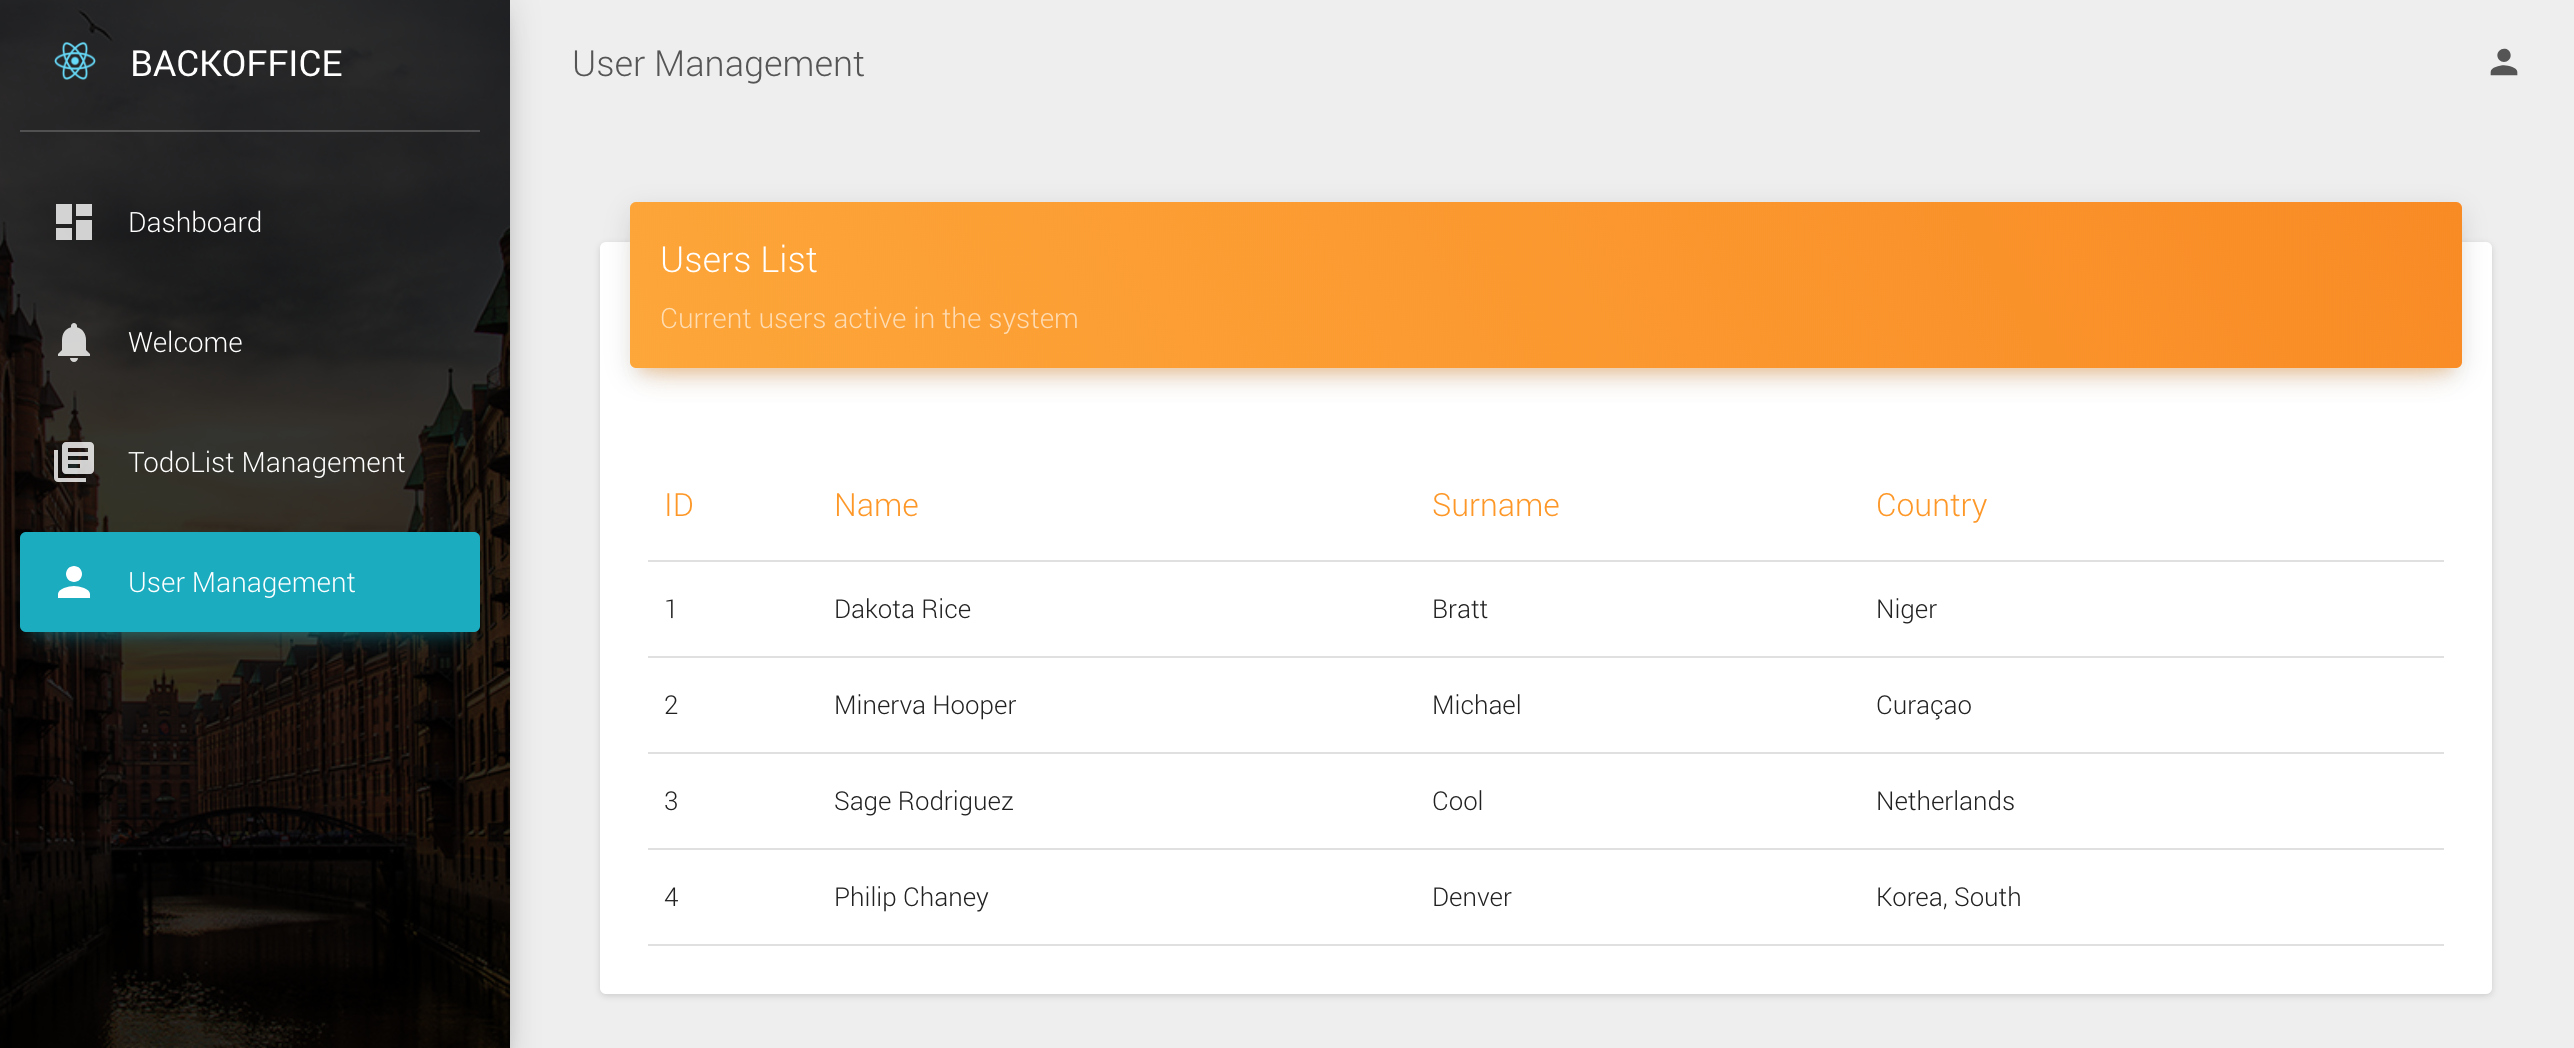 BACKOFFICE
Dashboard
Welcome
TodoList Management
User Management
User Management
Users List
Current users active in the system
ID Name Surname Country
1 Dakota Rice Bratt Niger
2 Minerva Hooper Michael Curaçao
3 Sage Rodriguez Cool Netherlands
4 Philip Chaney Denver Korea, South